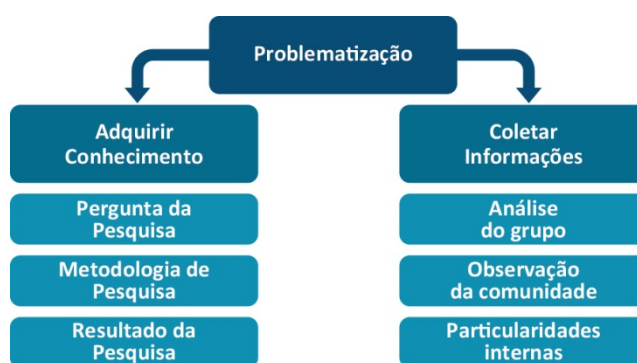 Problematização
Adquirir
Conhecimento
Pergunta da
Pesquisa
Metodologia de
Pesquisa
Resultado da
Pesquisa
Coletar
Informações
Análise
do grupo
Observação
da comunidade
Particularidades
internas